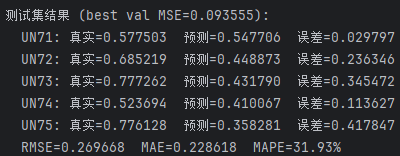 测试集结果 (best val MSE=0.093555):
UN71: 真实=0.577503 预测=0.547706 误差=0.029797
UN72: 真实=0.685219 预测=0.448873 误差=0.236346
UN73: 真实=0.777262 预测=0.431790 误差=0.345472
UN74: 真实=0.523694 预测=0.410067 误差=0.113627
UN75: 真实=0.776128 预测=0.358281 误差=0.417847
RMSE=0.269668 MAE=0.228618 MAPE=31.93%